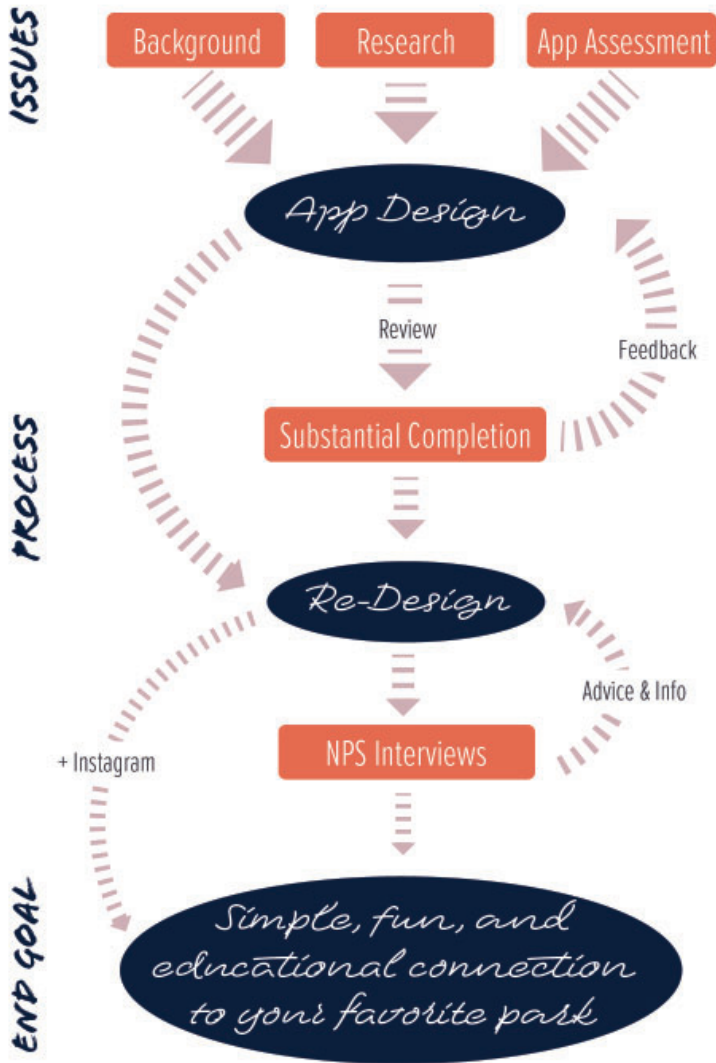 ISSUES
Background
Research
App Assessment
App Design
Review
Feedback
PROCESS
Substantial Completion
Re-Design
Advice & Info
+ Instagram
NPS Interviews
END GOAL
Simple, fun, and
educational connection
to your favorite park